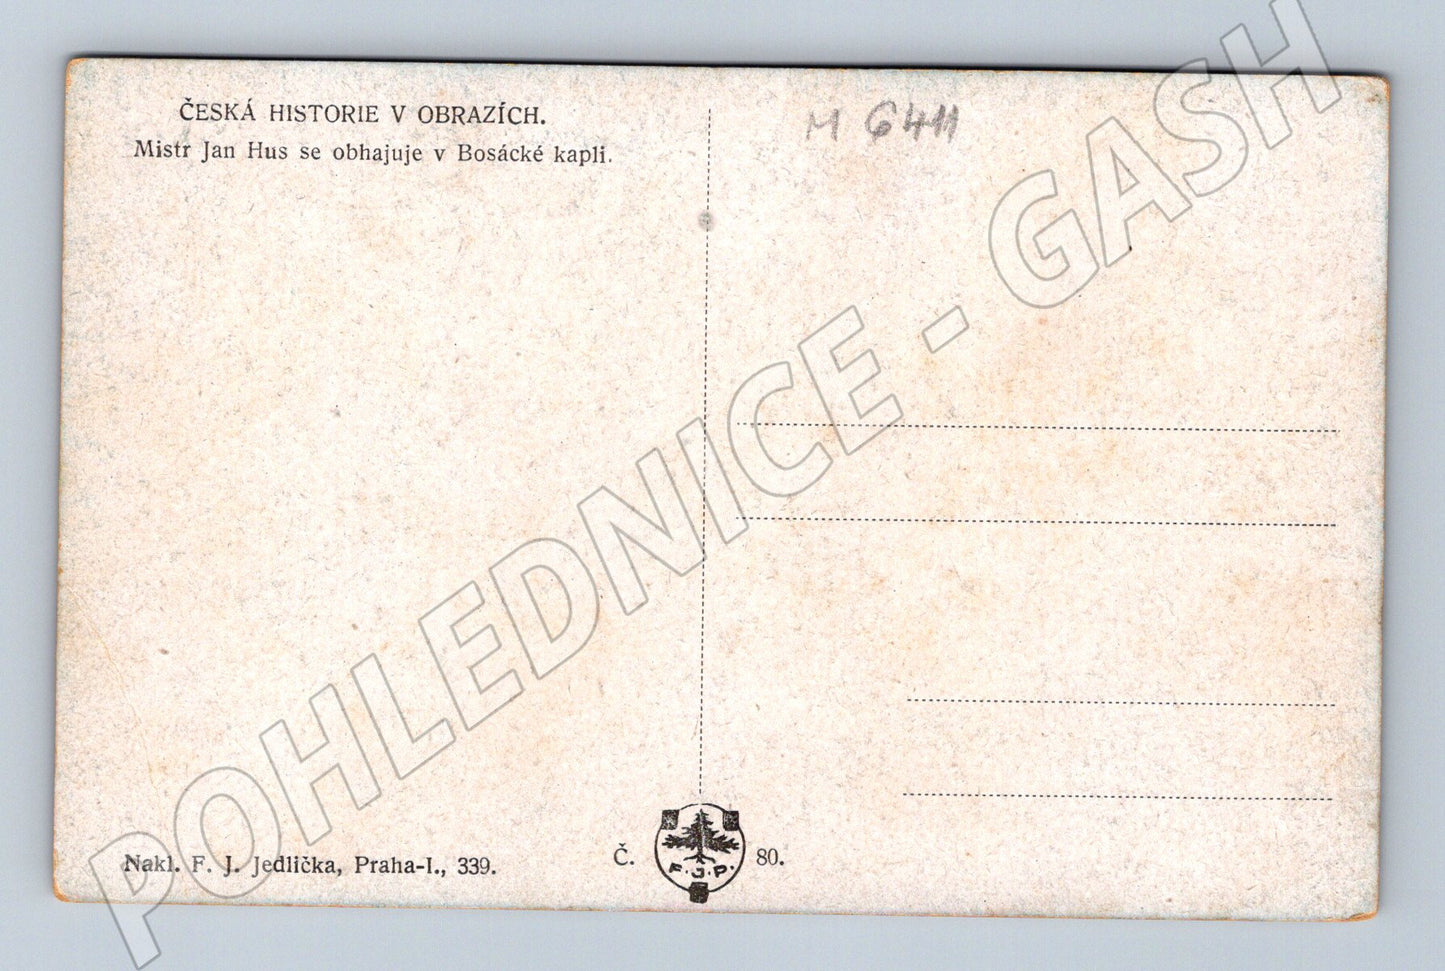 ČESKÁ HISTORIE V OBRAZÍCH.
Mistr Jan Hus se obhajuje v Bosácké kapli.
M 6411
POHLEDNICE - GASH
Nakl. F. J. Jedlička, Praha-I., 339.
Č. 80.
F.J.P.